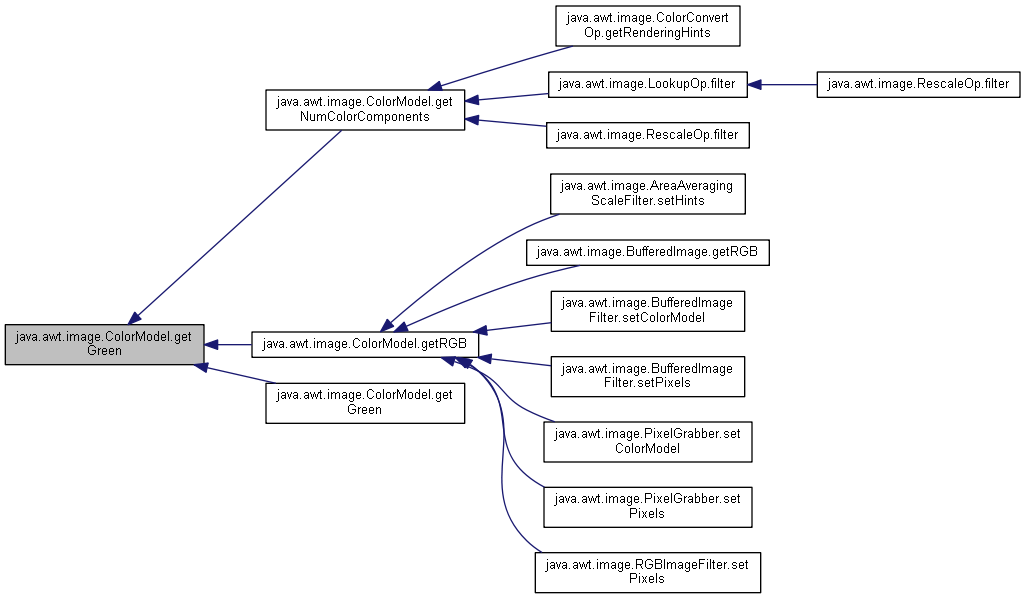 java.awt.image.ColorConvert
Op.getRenderingHints
java.awt.image.LookupOp.filter
java.awt.image.RescaleOp.filter
java.awt.image.ColorModel.get
NumColorComponents
java.awt.image.RescaleOp.filter
java.awt.image.AreaAveraging
ScaleFilter.setHints
java.awt.image.BufferedImage.getRGB
java.awt.image.BufferedImage
Filter.setColorModel
java.awt.image.ColorModel.get
Green
java.awt.image.ColorModel.getRGB
java.awt.image.BufferedImage
Filter.setPixels
java.awt.image.ColorModel.get
Green
java.awt.image.PixelGrabber.set
ColorModel
java.awt.image.PixelGrabber.set
Pixels
java.awt.image.RGBImageFilter.set
Pixels